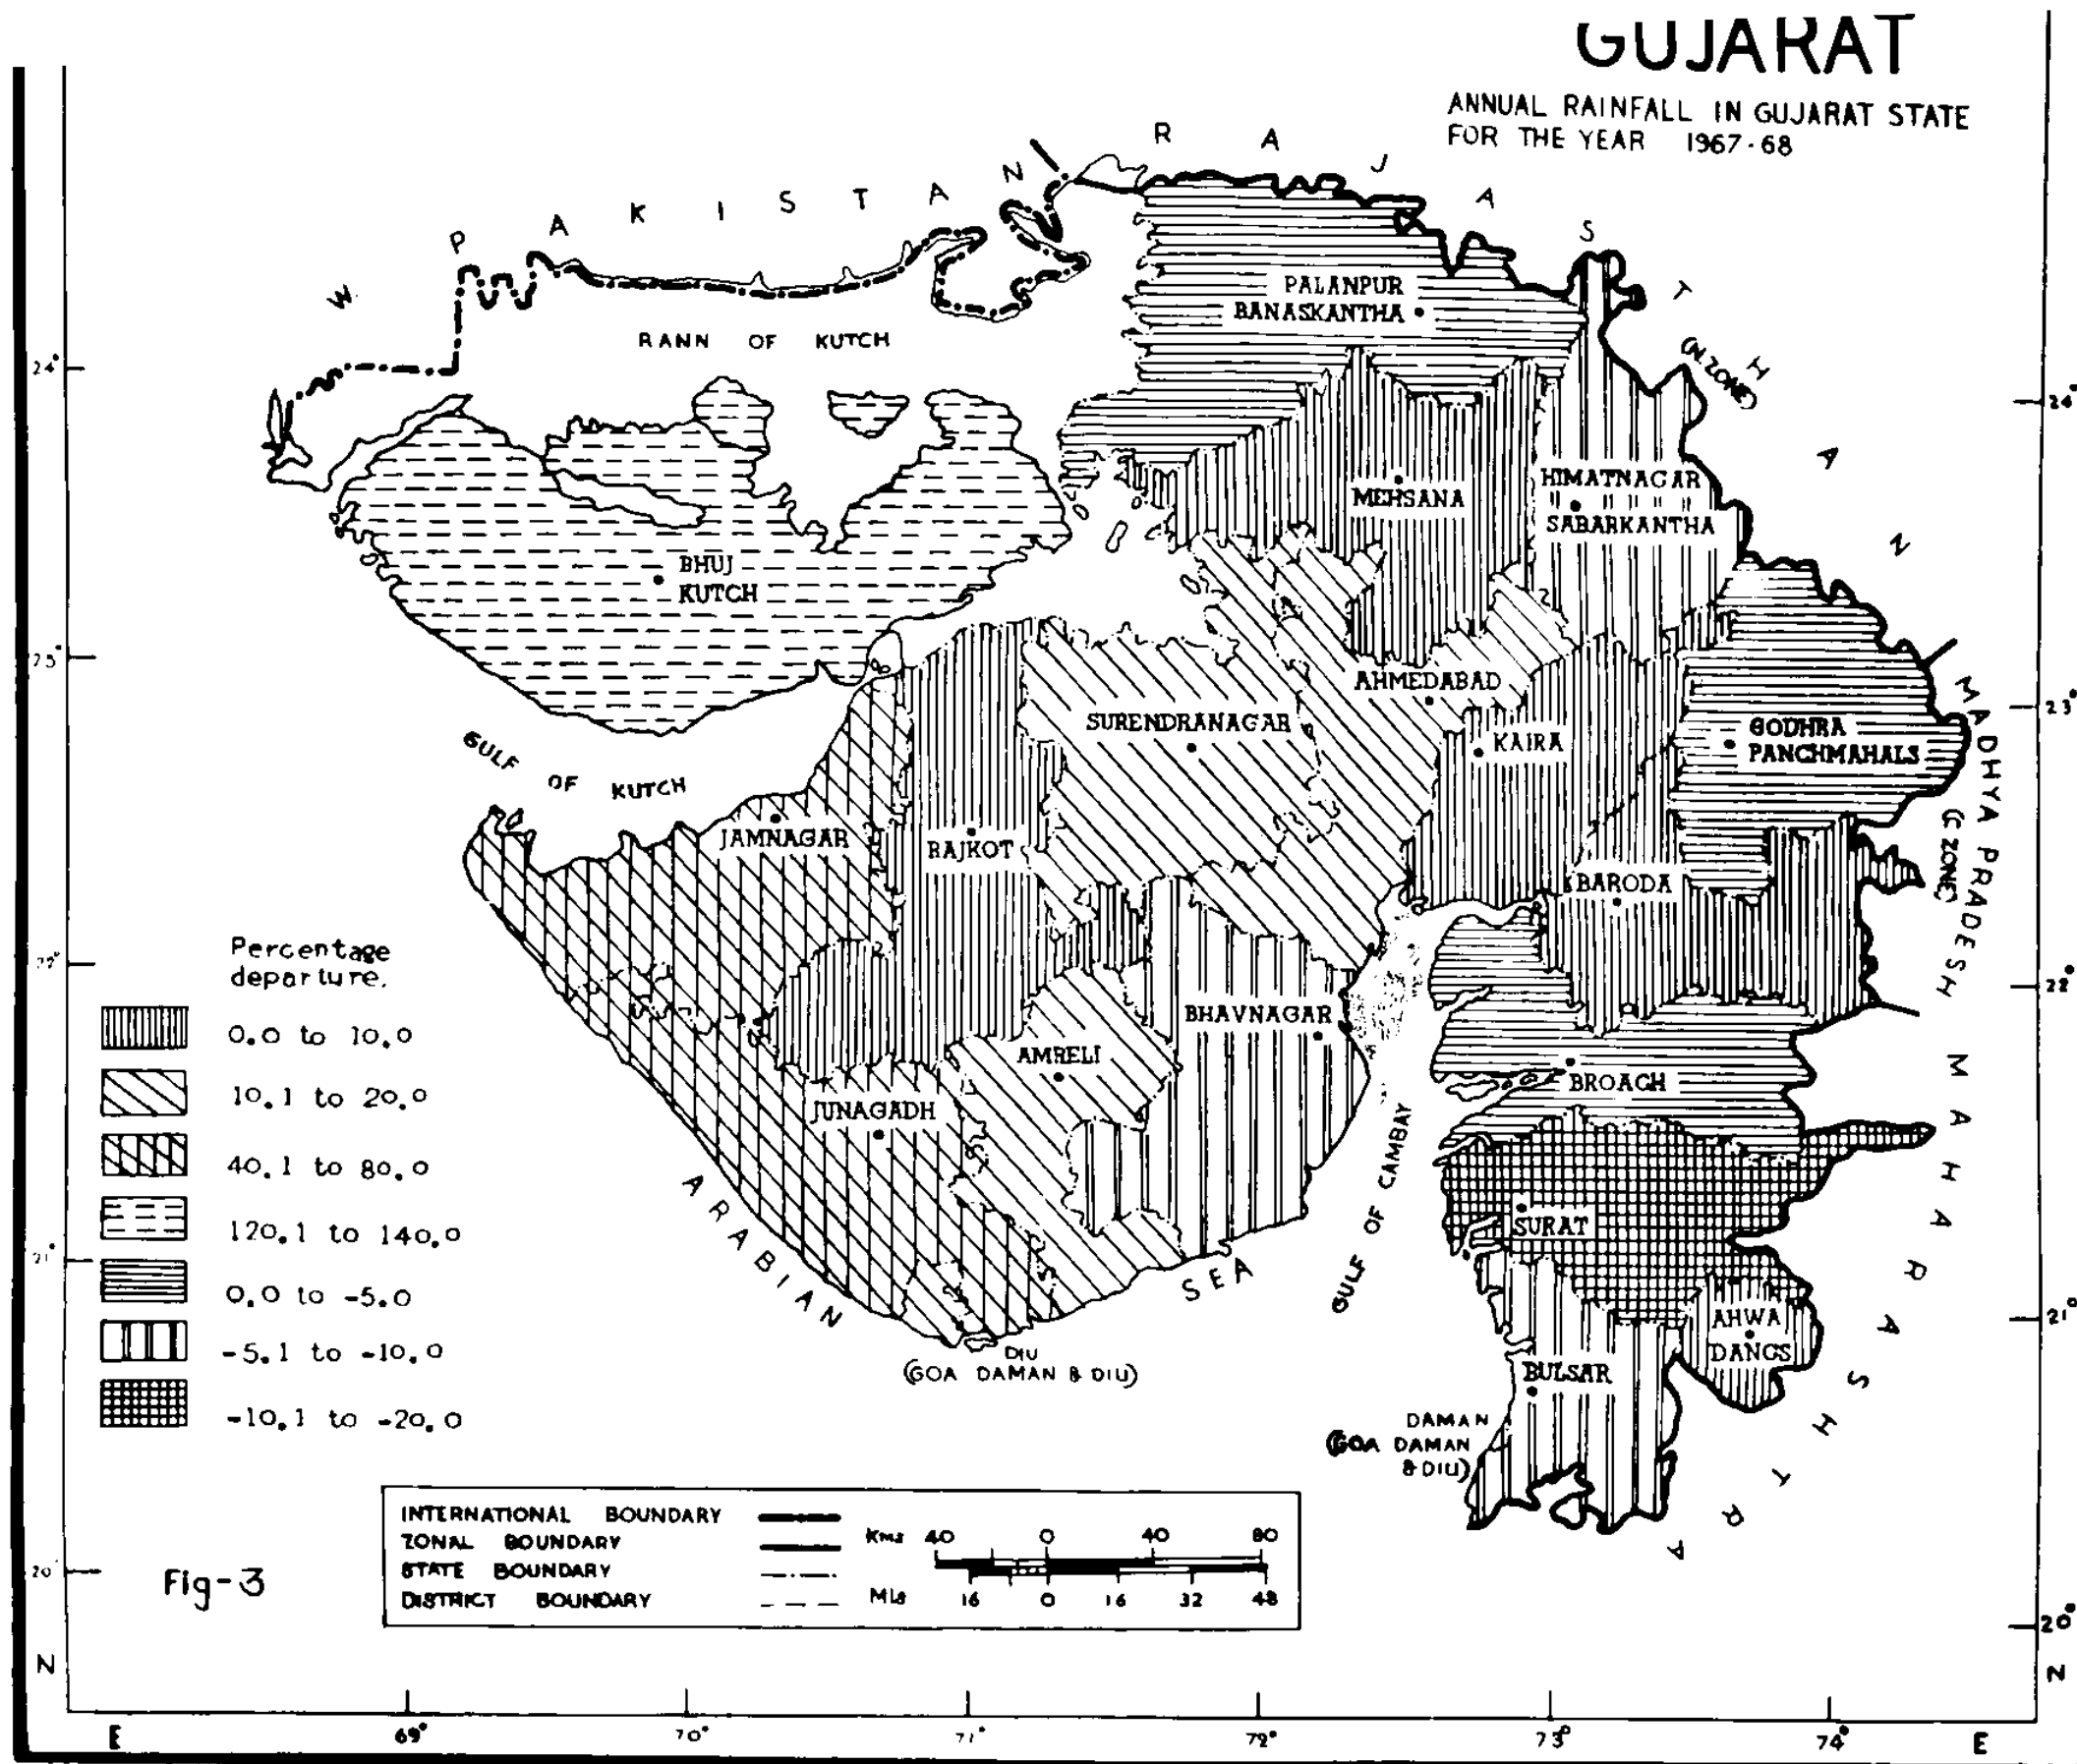 GUJARAT
ANNUAL RAINFALL IN GUJARAT STATE
FOR THE YEAR 1967-68
W. PAKISTAN
RAJASTHAN
(N ZONE)
RANN OF KUTCH
PALANPUR
BANASKANTHA
MEHSANA
HIMATNAGAR
SABARKANTHA
BHUJ
KUTCH
AHMEDABAD
SURENDRANAGAR
KAIRA
GODHRA
PANCHMAHALS
MADHYA PRADESH
(C ZONE)
GULF OF KUTCH
JAMNAGAR
RAJKOT
BARODA
BHAVNAGAR
AMRELI
BROACH
JUNAGADH
SURAT
AHWA
DANGS
BULSAR
MAHARASHTRA
GULF OF CAMBAY
ARABIAN SEA
DIU
(GOA DAMAN & DIU)
DAMAN
(GOA DAMAN
& DIU)
Percentage
departure.
0.0 to 10.0
10.1 to 20.0
40.1 to 80.0
120.1 to 140.0
0.0 to -5.0
-5.1 to -10.0
-10.1 to -20.0
Fig-3
INTERNATIONAL BOUNDARY
ZONAL BOUNDARY
STATE BOUNDARY
DISTRICT BOUNDARY
Kms 40 0 40 80
Mls 16 0 16 32 48
24°
21°
20°
24°
23°
22°
21°
20°
N
N
E 69° 70° 71° 72° 73° 74° E